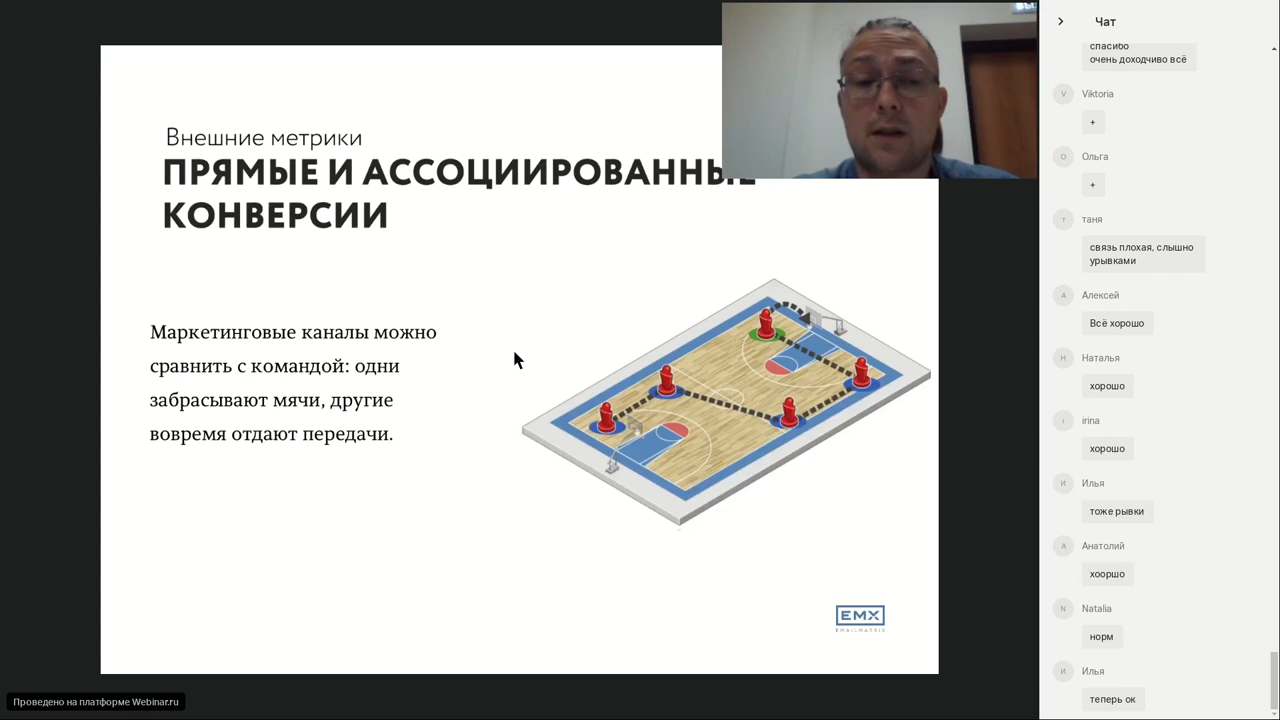 Внешние метрики
ПРЯМЫЕ И АССОЦИИРОВАННЫЕ
КОНВЕРСИИ
Маркетинговые каналы можно
сравнить с командой: одни
забрасывают мячи, другие
вовремя отдают передачи.
EMX
EMAILMATRIX
Проведено на платформе Webinar.ru
Чат
спасибо
очень доходчиво всё
V
Viktoria
+
О
Ольга
+
т
таня
связь плохая, слышно
урывками
А
Алексей
Всё хорошо
Н
Наталья
хорошо
i
irina
хорошо
И
Илья
тоже рывки
А
Анатолий
хооршо
N
Natalia
норм
И
Илья
теперь ок